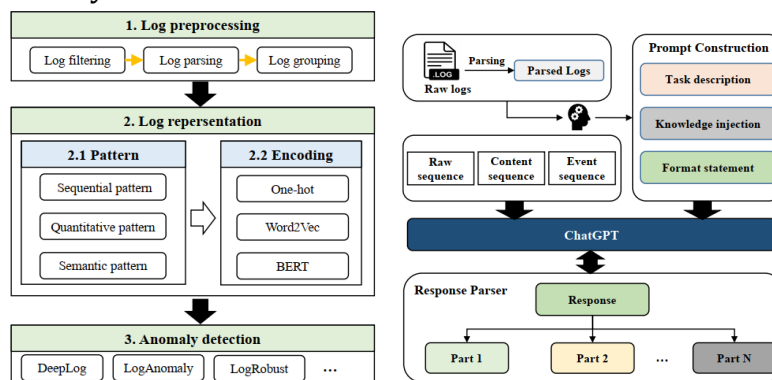 1. Log preprocessing
Log filtering
Log parsing
Log grouping
2. Log repersentation
2.1 Pattern
Sequential pattern
Quantitative pattern
Semantic pattern
2.2 Encoding
One-hot
Word2Vec
BERT
3. Anomaly detection
DeepLog
LogAnomaly
LogRobust
...
.LOG
Raw logs
Parsing
Parsed Logs
Prompt Construction
Task description
Knowledge injection
Format statement
Raw
sequence
Content
sequence
Event
sequence
ChatGPT
Response Parser
Response
Part 1
Part 2
...
Part N